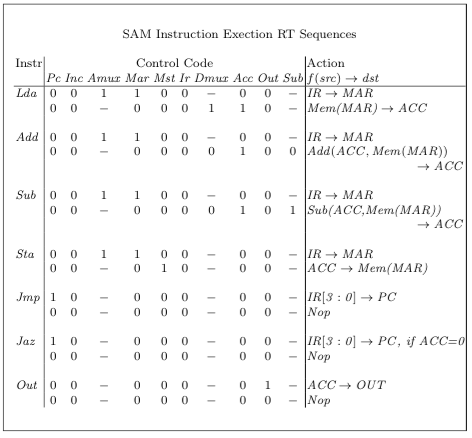 SAM Instruction Exection RT Sequences
Instr Control Code Action
Pc Inc Amux Mar Mst Ir Dmux Acc Out Sub f(src) → dst
Lda 0 0 1 1 0 0 − 0 0 − IR → MAR
0 0 − 0 0 0 1 1 0 − Mem(MAR) → ACC
Add 0 0 1 1 0 0 − 0 0 − IR → MAR
0 0 − 0 0 0 0 1 0 0 Add(ACC, Mem(MAR))
→ ACC
Sub 0 0 1 1 0 0 − 0 0 − IR → MAR
0 0 − 0 0 0 0 1 0 1 Sub(ACC,Mem(MAR))
→ ACC
Sta 0 0 1 1 0 0 − 0 0 − IR → MAR
0 0 − 0 1 0 − 0 0 − ACC → Mem(MAR)
Jmp 1 0 − 0 0 0 − 0 0 − IR[3 : 0] → PC
0 0 − 0 0 0 − 0 0 − Nop
Jaz 1 0 − 0 0 0 − 0 0 − IR[3 : 0] → PC, if ACC=0
0 0 − 0 0 0 − 0 0 − Nop
Out 0 0 − 0 0 0 − 0 1 − ACC → OUT
0 0 − 0 0 0 − 0 0 − Nop